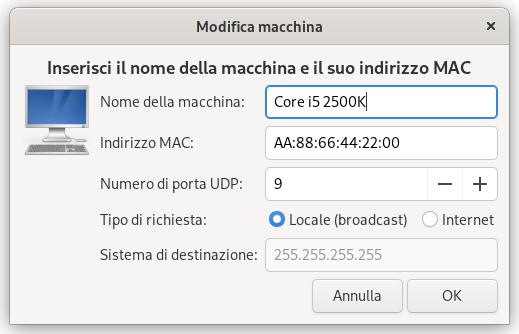 Modifica macchina
Inserisci il nome della macchina e il suo indirizzo MAC
Nome della macchina: Core i5 2500K
Indirizzo MAC: AA:88:66:44:22:00
Numero di porta UDP: 9
Tipo di richiesta: Locale (broadcast) Internet
Sistema di destinazione: 255.255.255.255
Annulla OK